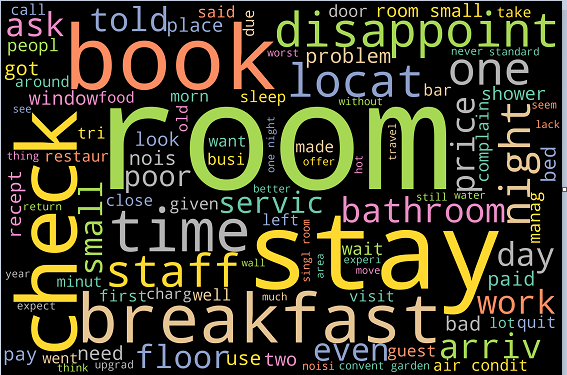 call
said
due
door
room small
take
ask
told
place
disappoint
peopl
book
worst
problem
never
standard
got
locat
one
around
bar
window
food
morn
sleep
without
shower
seem
see
old
room
price
complain
night
lack
check
tri
look
want
one night
made
travel
thing
restaur
nois
busi
offer
hot
bed
poor
better
recept
small
close
given
servic
bathroom
still
water
manag
return
left
time
stay
singl room
wait
day
staff
wall
area
experi
move
year
minut
paid
first
charg
well
much
visit
work
expect
breakfast
bad
lot
quit
pay
went
need
floor
use
two
even
guest
arriv
think
upgrad
noisi
convent
garden
air condit